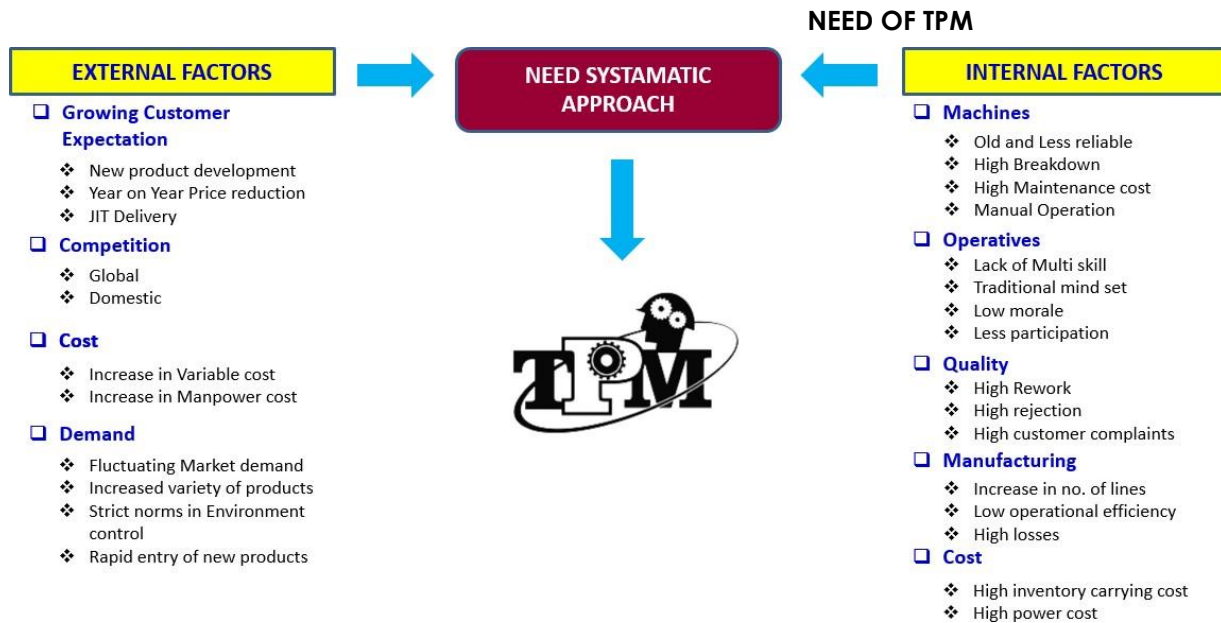 NEED OF TPM
EXTERNAL FACTORS
Growing Customer
Expectation
New product development
Year on Year Price reduction
JIT Delivery
Competition
Global
Domestic
Cost
Increase in Variable cost
Increase in Manpower cost
Demand
Fluctuating Market demand
Increased variety of products
Strict norms in Environment
control
Rapid entry of new products
NEED SYSTAMATIC
APPROACH
TPM
INTERNAL FACTORS
Machines
Old and Less reliable
High Breakdown
High Maintenance cost
Manual Operation
Operatives
Lack of Multi skill
Traditional mind set
Low morale
Less participation
Quality
High Rework
High rejection
High customer complaints
Manufacturing
Increase in no. of lines
Low operational efficiency
High losses
Cost
High inventory carrying cost
High power cost